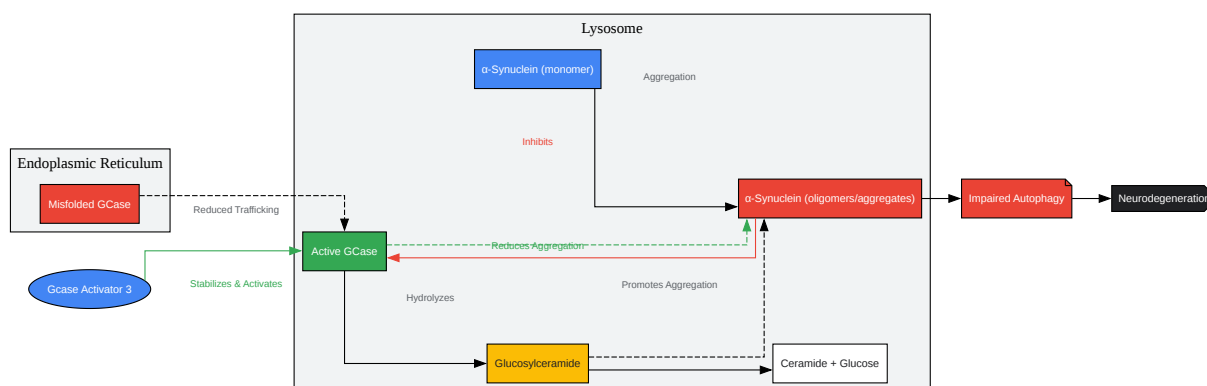 Lysosome
α-Synuclein (monomer)
Aggregation
Inhibits
Endoplasmic Reticulum
Misfolded GCase
Reduced Trafficking
α-Synuclein (oligomers/aggregates)
Impaired Autophagy
Neurodegeneration
Active GCase
Reduces Aggregation
Gcase Activator 3
Stabilizes & Activates
Hydrolyzes
Promotes Aggregation
Glucosylceramide
Ceramide + Glucose